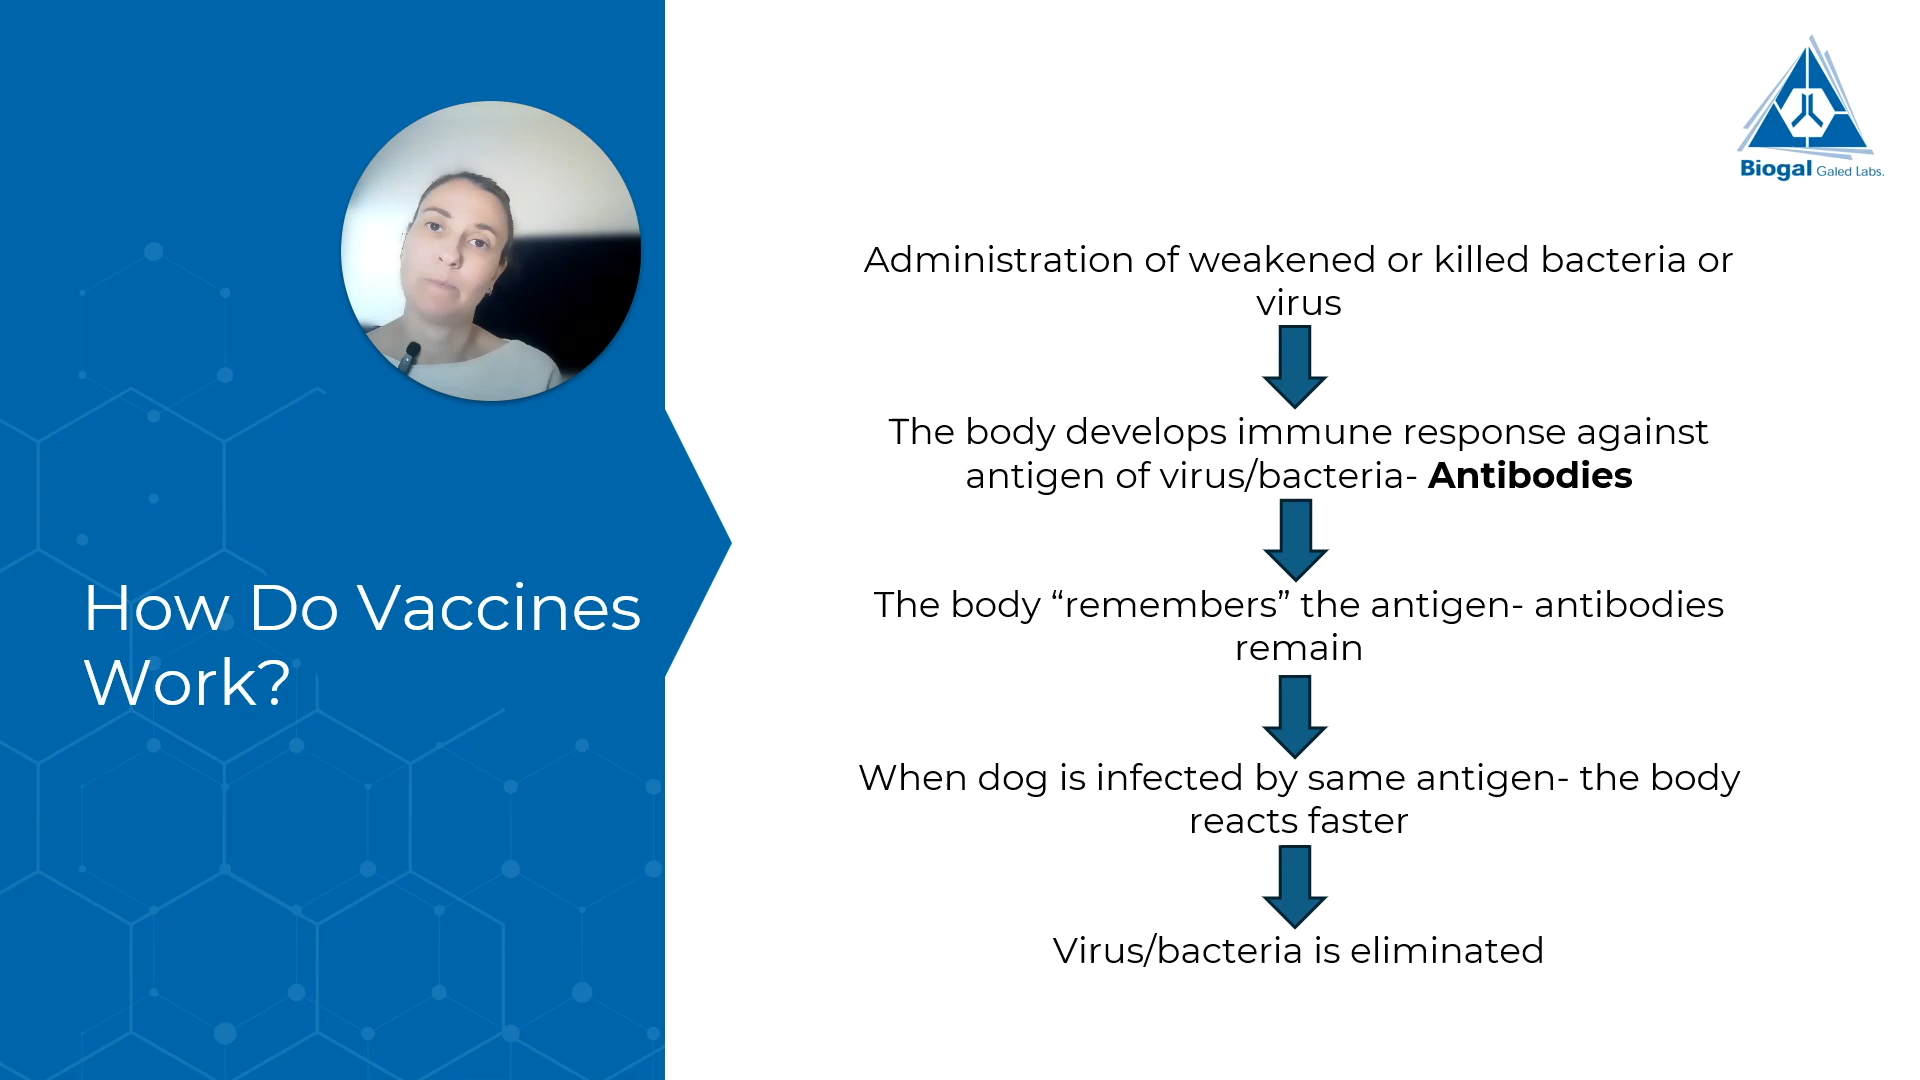 Biogal Galed Labs.
How Do Vaccines
Work?
Administration of weakened or killed bacteria or
virus
The body develops immune response against
antigen of virus/bacteria- Antibodies
The body “remembers” the antigen- antibodies
remain
When dog is infected by same antigen- the body
reacts faster
Virus/bacteria is eliminated